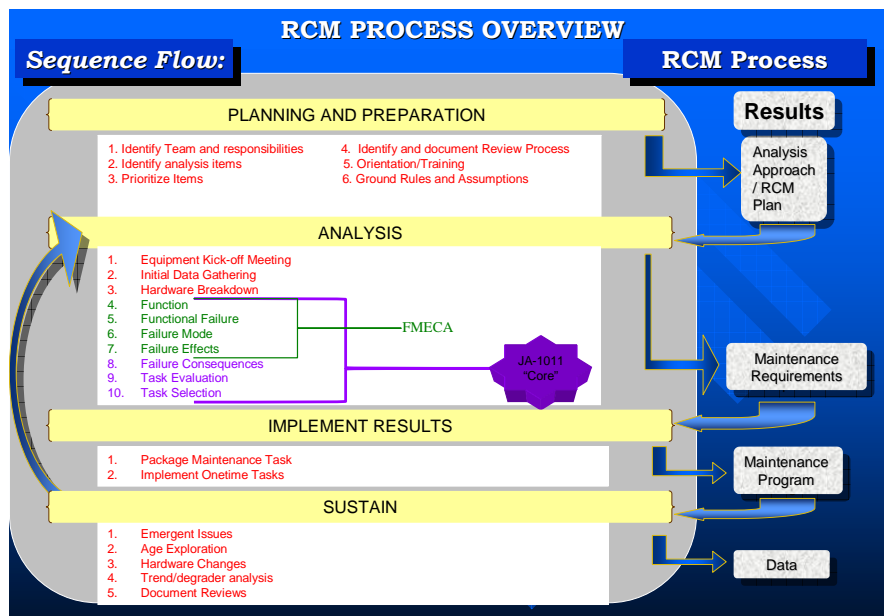 RCM PROCESS OVERVIEW
Sequence Flow:
RCM Process
PLANNING AND PREPARATION
Results
1. Identify Team and responsibilities
2. Identify analysis items
3. Prioritize Items
4. Identify and document Review Process
5. Orientation/Training
6. Ground Rules and Assumptions
Analysis
Approach
/ RCM
Plan
ANALYSIS
1. Equipment Kick-off Meeting
2. Initial Data Gathering
3. Hardware Breakdown
4. Function
5. Functional Failure
6. Failure Mode
7. Failure Effects
8. Failure Consequences
9. Task Evaluation
10. Task Selection
FMECA
JA-1011
"Core"
Maintenance
Requirements
IMPLEMENT RESULTS
1. Package Maintenance Task
2. Implement Onetime Tasks
Maintenance
Program
SUSTAIN
1. Emergent Issues
2. Age Exploration
3. Hardware Changes
4. Trend/degrader analysis
5. Document Reviews
Data